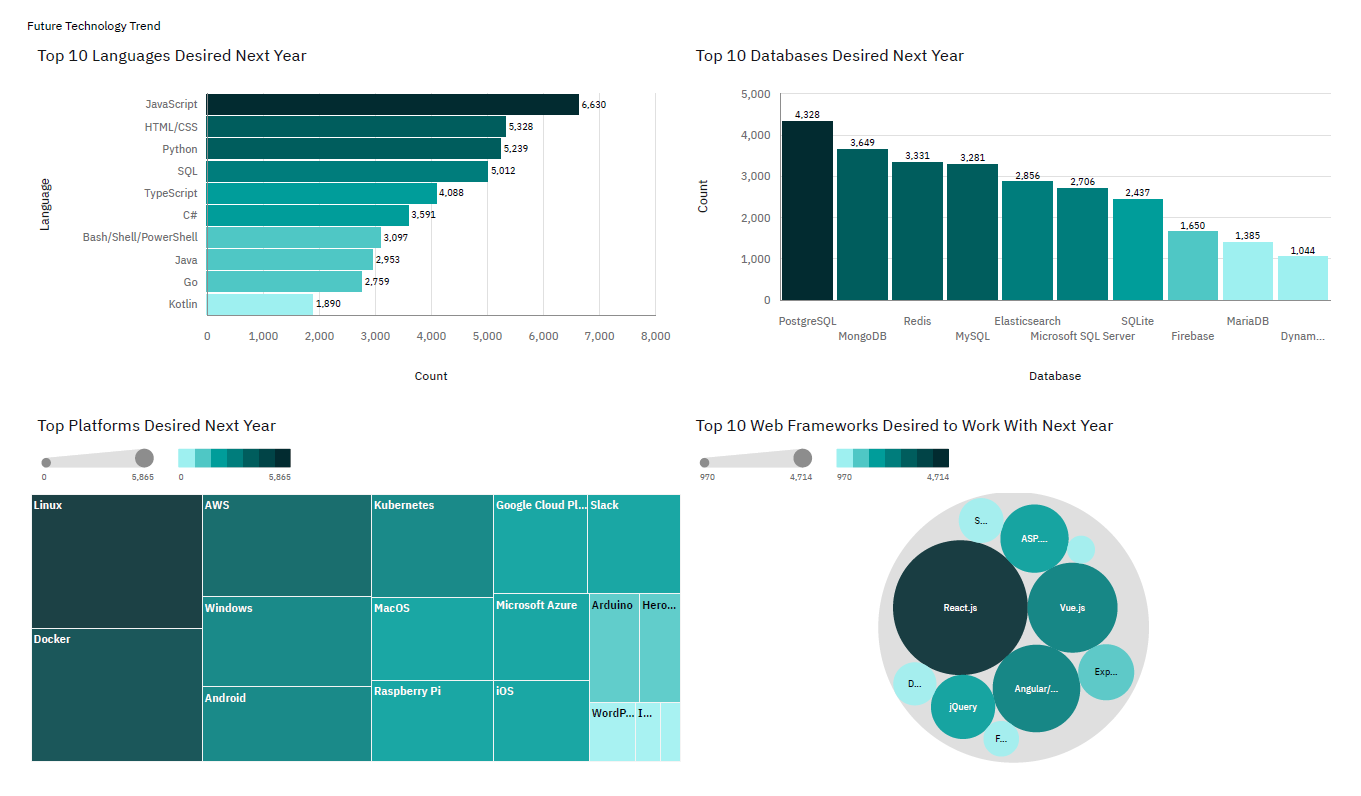 Future Technology Trend
Top 10 Languages Desired Next Year
Language
JavaScript 6,630
HTML/CSS 5,328
Python 5,239
SQL 5,012
TypeScript 4,088
C# 3,591
Bash/Shell/PowerShell 3,097
Java 2,953
Go 2,759
Kotlin 1,890
0 1,000 2,000 3,000 4,000 5,000 6,000 7,000 8,000
Count
Top 10 Databases Desired Next Year
Count
5,000
4,000
3,000
2,000
1,000
0
4,328 3,649 3,331 3,281 2,856 2,706 2,437 1,650 1,385 1,044
PostgreSQL Redis Elasticsearch SQLite MariaDB
MongoDB MySQL Microsoft SQL Server Firebase Dynam...
Database
Top Platforms Desired Next Year
0 5,865 0 5,865
Linux AWS Kubernetes Google Cloud Pl... Slack
Windows MacOS Microsoft Azure Arduino Hero...
Docker
Android Raspberry Pi iOS
WordP... I...
Top 10 Web Frameworks Desired to Work With Next Year
970 4,714 970 4,714
S...
ASP....
React.js Vue.js
Exp...
D... Angular/...
jQuery
F...